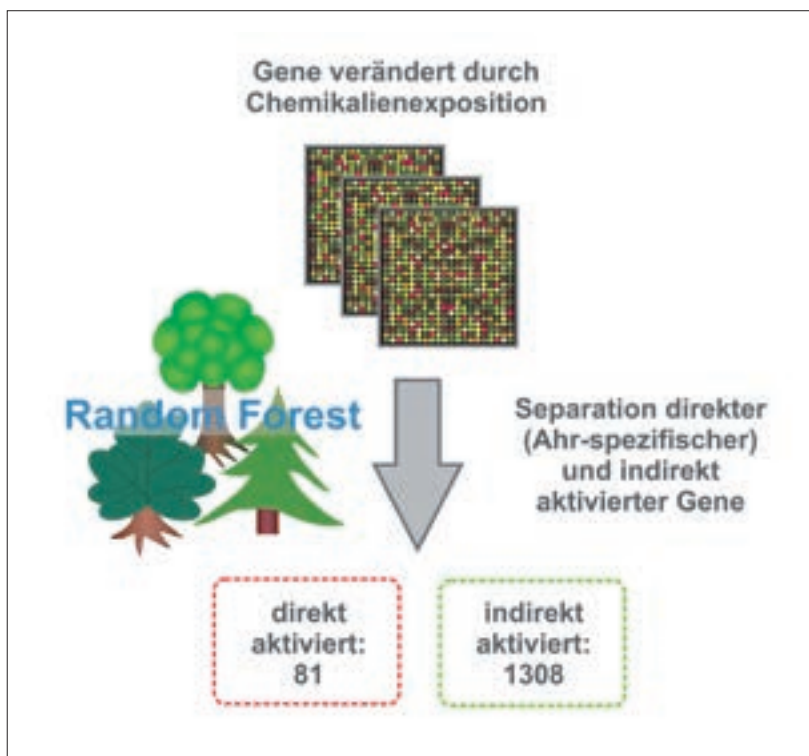 Gene verändert durch
Chemikalienexposition
Random Forest
Separation direkter
(Ahr-spezifischer)
und indirekt
aktivierter Gene
direkt
aktiviert:
81
indirekt
aktiviert:
1308